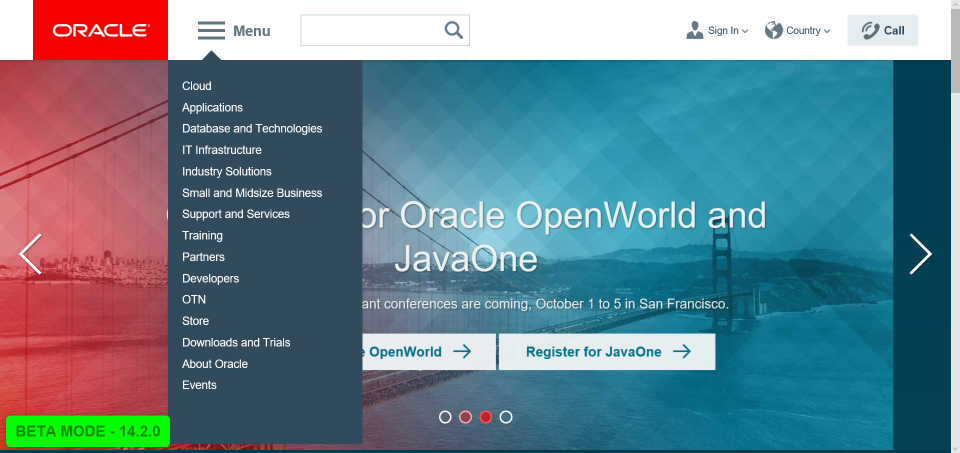 ORACLE
Menu
Sign In
Country
Call
Cloud
Applications
Database and Technologies
IT Infrastructure
Industry Solutions
Small and Midsize Business
Support and Services
Training
Partners
Developers
OTN
Store
Downloads and Trials
About Oracle
Events
or Oracle OpenWorld and
JavaOne
ant conferences are coming, October 1 to 5 in San Francisco.
OpenWorld
Register for JavaOne
BETA MODE - 14.2.0